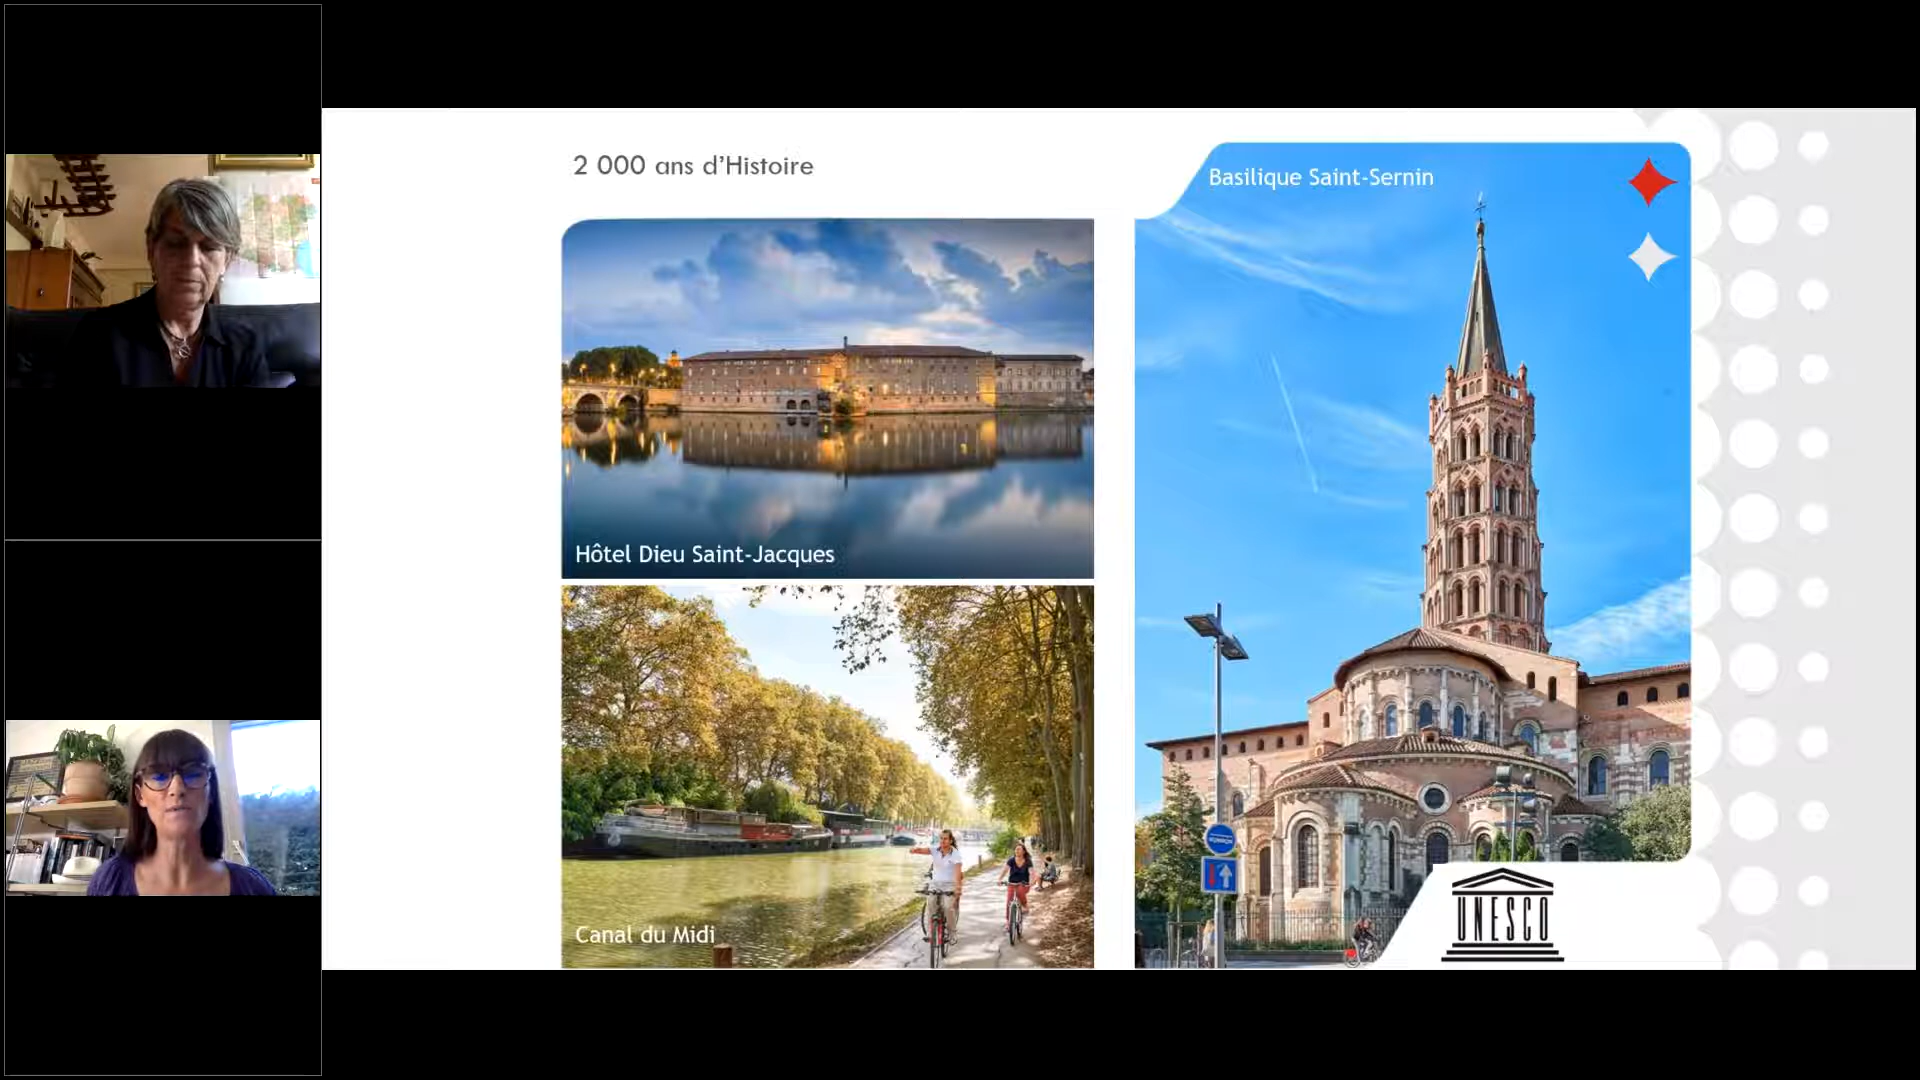 2 000 ans d’Histoire
Basilique Saint-Sernin
Hôtel Dieu Saint-Jacques
Canal du Midi
UNESCO